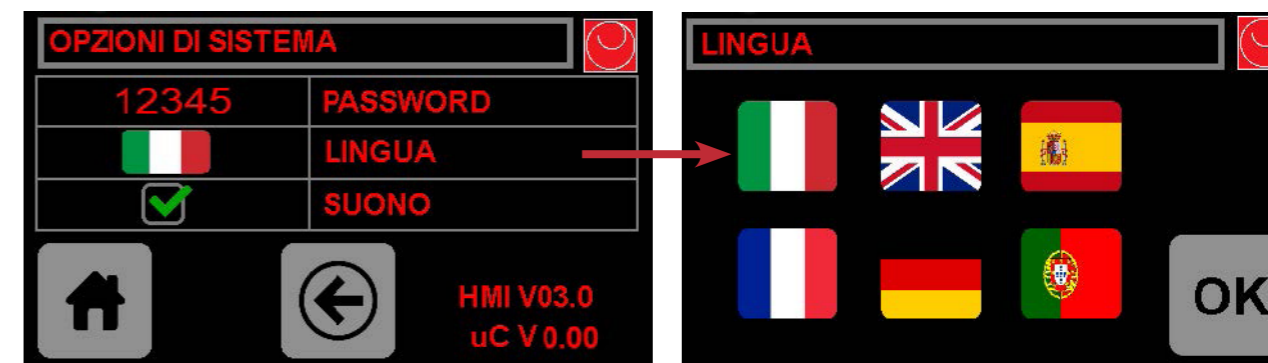 OPZIONI DI SISTEMA
12345 PASSWORD
LINGUA
SUONO
HMI V03.0
uC V 0.00
LINGUA
OK